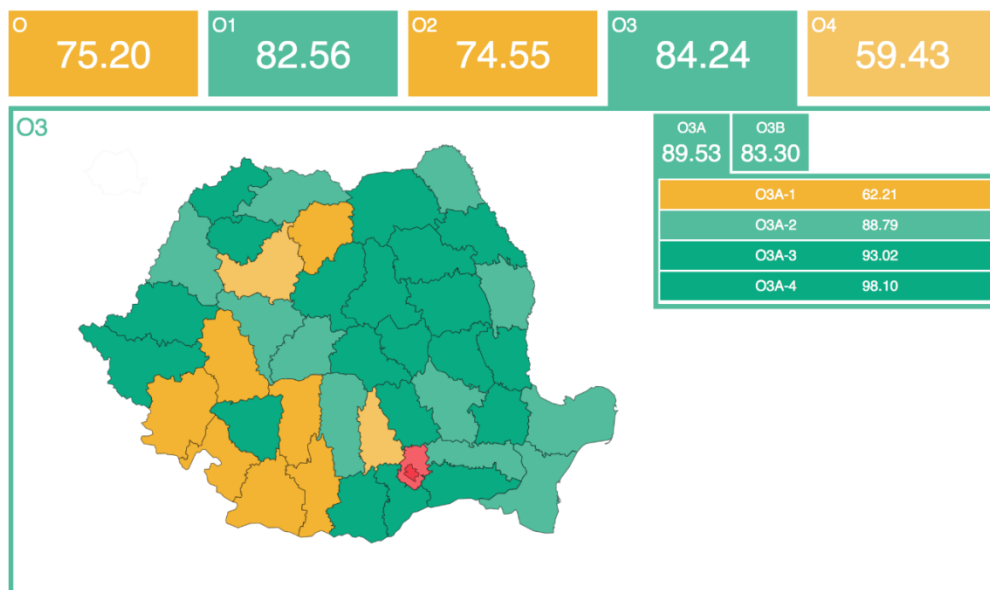 O
75.20
O1
82.56
O2
74.55
O3
84.24
O4
59.43
O3
O3A
89.53
O3B
83.30
O3A-1 62.21
O3A-2 88.79
O3A-3 93.02
O3A-4 98.10